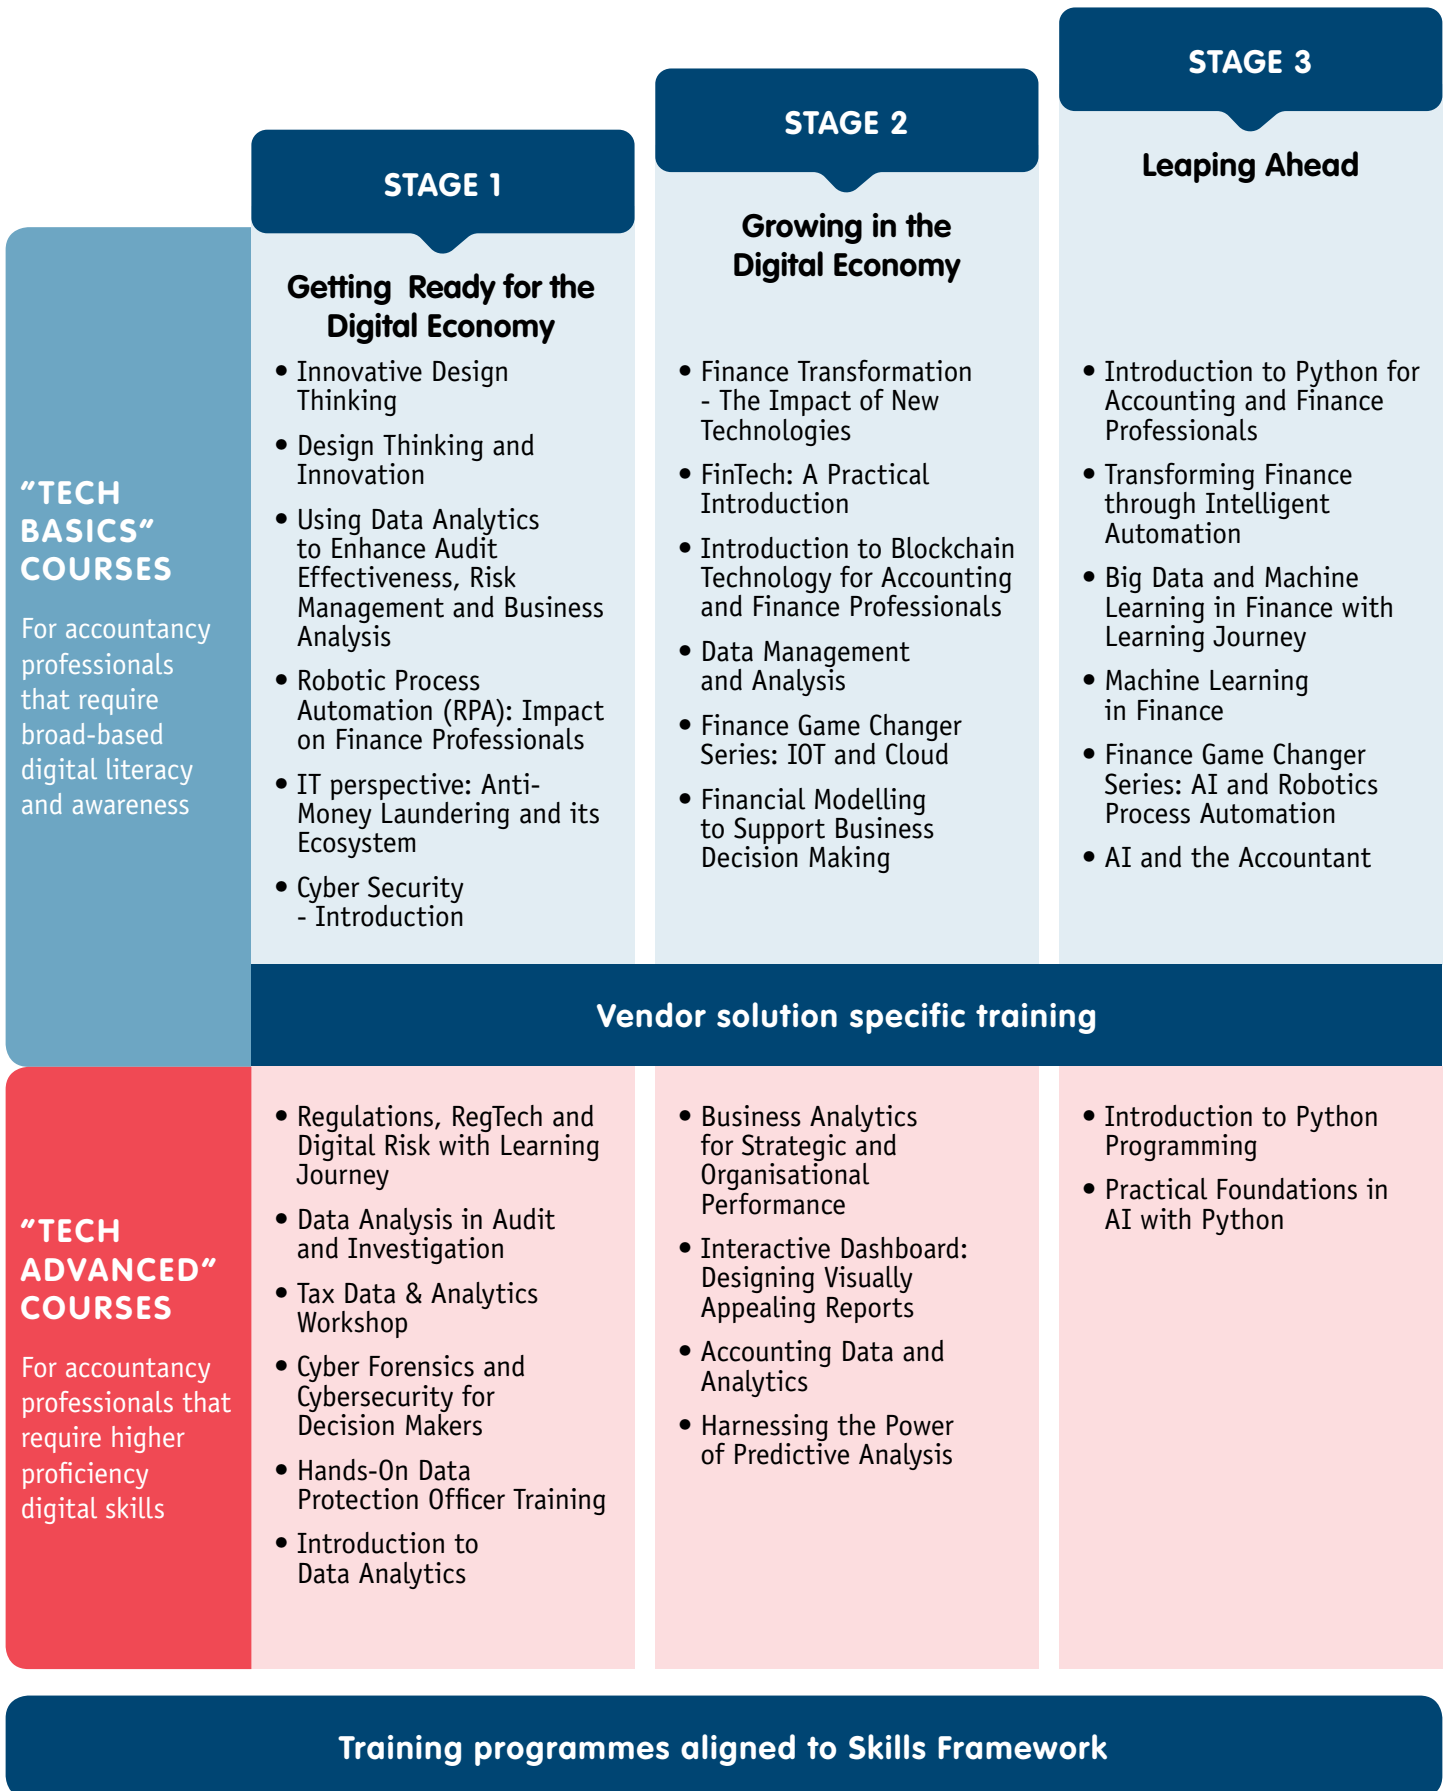 STAGE 1
STAGE 2
STAGE 3
Getting Ready for the
Digital Economy
Growing in the
Digital Economy
Leaping Ahead
"TECH
BASICS"
COURSES
For accountancy
professionals
that require
broad-based
digital literacy
and awareness
• Innovative Design
Thinking
• Design Thinking and
Innovation
• Using Data Analytics
to Enhance Audit
Effectiveness, Risk
Management and Business
Analysis
• Robotic Process
Automation (RPA): Impact
on Finance Professionals
• IT perspective: Anti-
Money Laundering and its
Ecosystem
• Cyber Security
- Introduction
• Finance Transformation
- The Impact of New
Technologies
• FinTech: A Practical
Introduction
• Introduction to Blockchain
Technology for Accounting
and Finance Professionals
• Data Management
and Analysis
• Finance Game Changer
Series: IOT and Cloud
• Financial Modelling
to Support Business
Decision Making
• Introduction to Python for
Accounting and Finance
Professionals
• Transforming Finance
through Intelligent
Automation
• Big Data and Machine
Learning in Finance with
Learning Journey
• Machine Learning
in Finance
• Finance Game Changer
Series: AI and Robotics
Process Automation
• AI and the Accountant
Vendor solution specific training
"TECH
ADVANCED"
COURSES
For accountancy
professionals that
require higher
proficiency
digital skills
• Regulations, RegTech and
Digital Risk with Learning
Journey
• Data Analysis in Audit
and Investigation
• Tax Data & Analytics
Workshop
• Cyber Forensics and
Cybersecurity for
Decision Makers
• Hands-On Data
Protection Officer Training
• Introduction to
Data Analytics
• Business Analytics
for Strategic and
Organisational
Performance
• Interactive Dashboard:
Designing Visually
Appealing Reports
• Accounting Data and
Analytics
• Harnessing the Power
of Predictive Analysis
• Introduction to Python
Programming
• Practical Foundations in
AI with Python
Training programmes aligned to Skills Framework